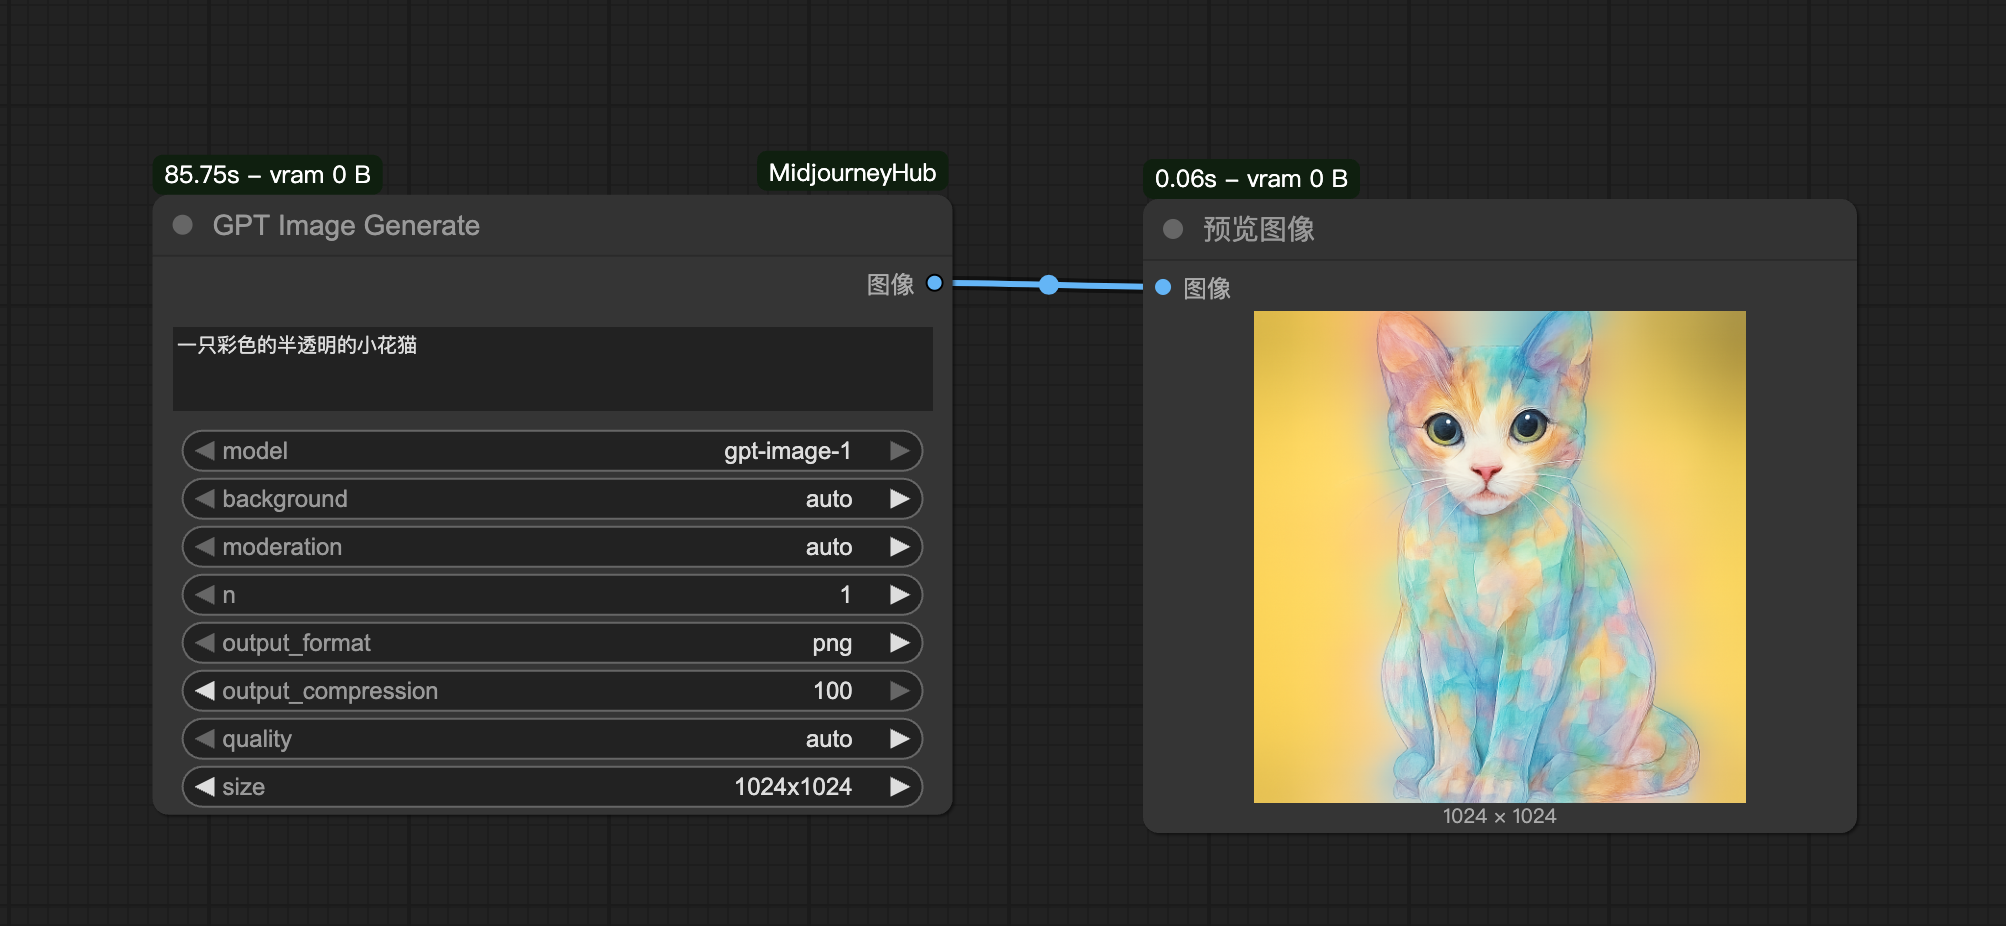 85.75s – vram 0 B
MidjourneyHub
GPT Image Generate
图像
一只彩色的半透明的小花猫
model gpt-image-1
background auto
moderation auto
n 1
output_format png
output_compression 100
quality auto
size 1024x1024
0.06s – vram 0 B
预览图像
图像
1024 × 1024